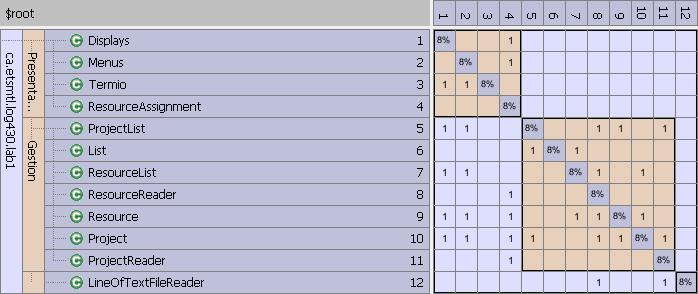 $root 1 2 3 4 5 6 7 8 9 10 11 12
ca.etsmtl.log430.lab1
Presenta...
Displays 1 8% 1
Menus 2 8% 1
Termio 3 1 1 8%
ResourceAssignment 4 8%
Gestion
ProjectList 5 1 1 8% 1 1 1
List 6 1 8% 1
ResourceList 7 1 1 8% 1 1
ResourceReader 8 1 8%
Resource 9 1 1 1 1 1 8% 1
Project 10 1 1 1 1 1 1 8% 1
ProjectReader 11 1 8%
LineOfTextFileReader 12 1 1 8%